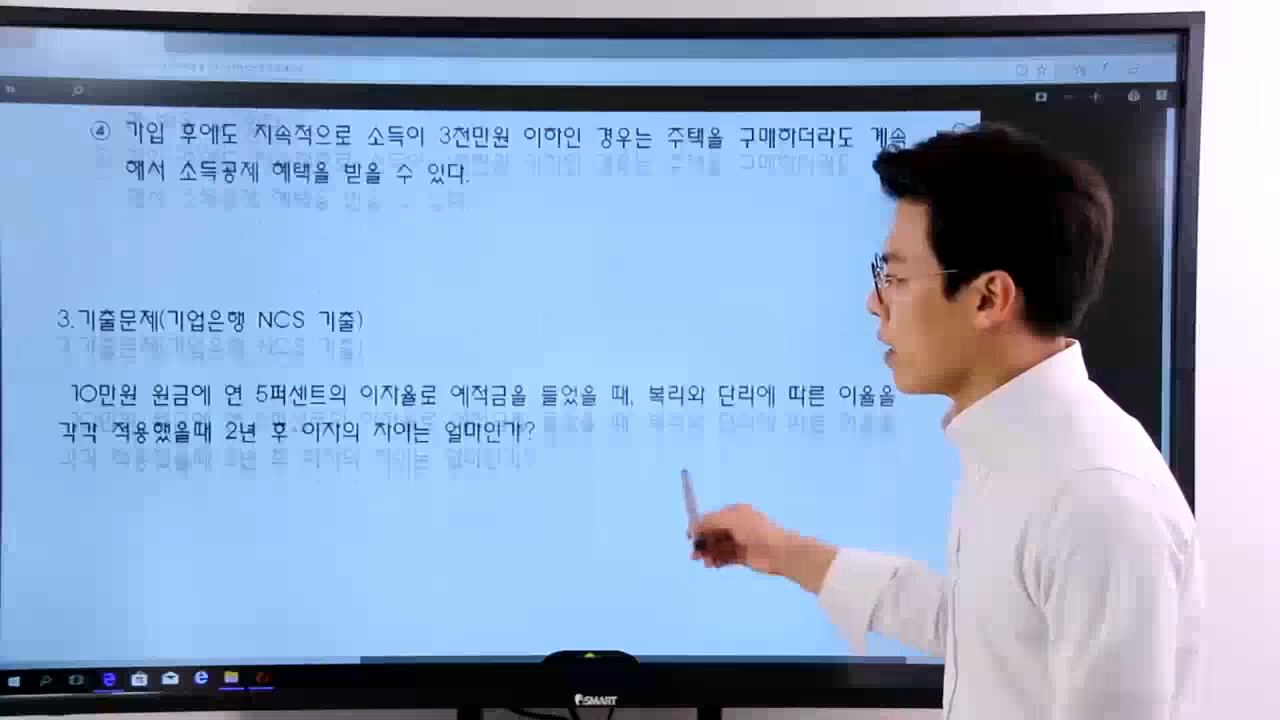 ④ 가입 후에도 지속적으로 소득이 3천만원 이하인 경우는 주택을 구매하더라도 계속
해서 소득공제 혜택을 받을 수 있다.
3.기출문제(기업은행 NCS 기출)
10만원 원금에 연 5퍼센트의 이자율로 예적금을 들었을 때, 복리와 단리에 따른 이율을
각각 적용했을때 2년 후 이자의 차이는 얼마인가?
SMART